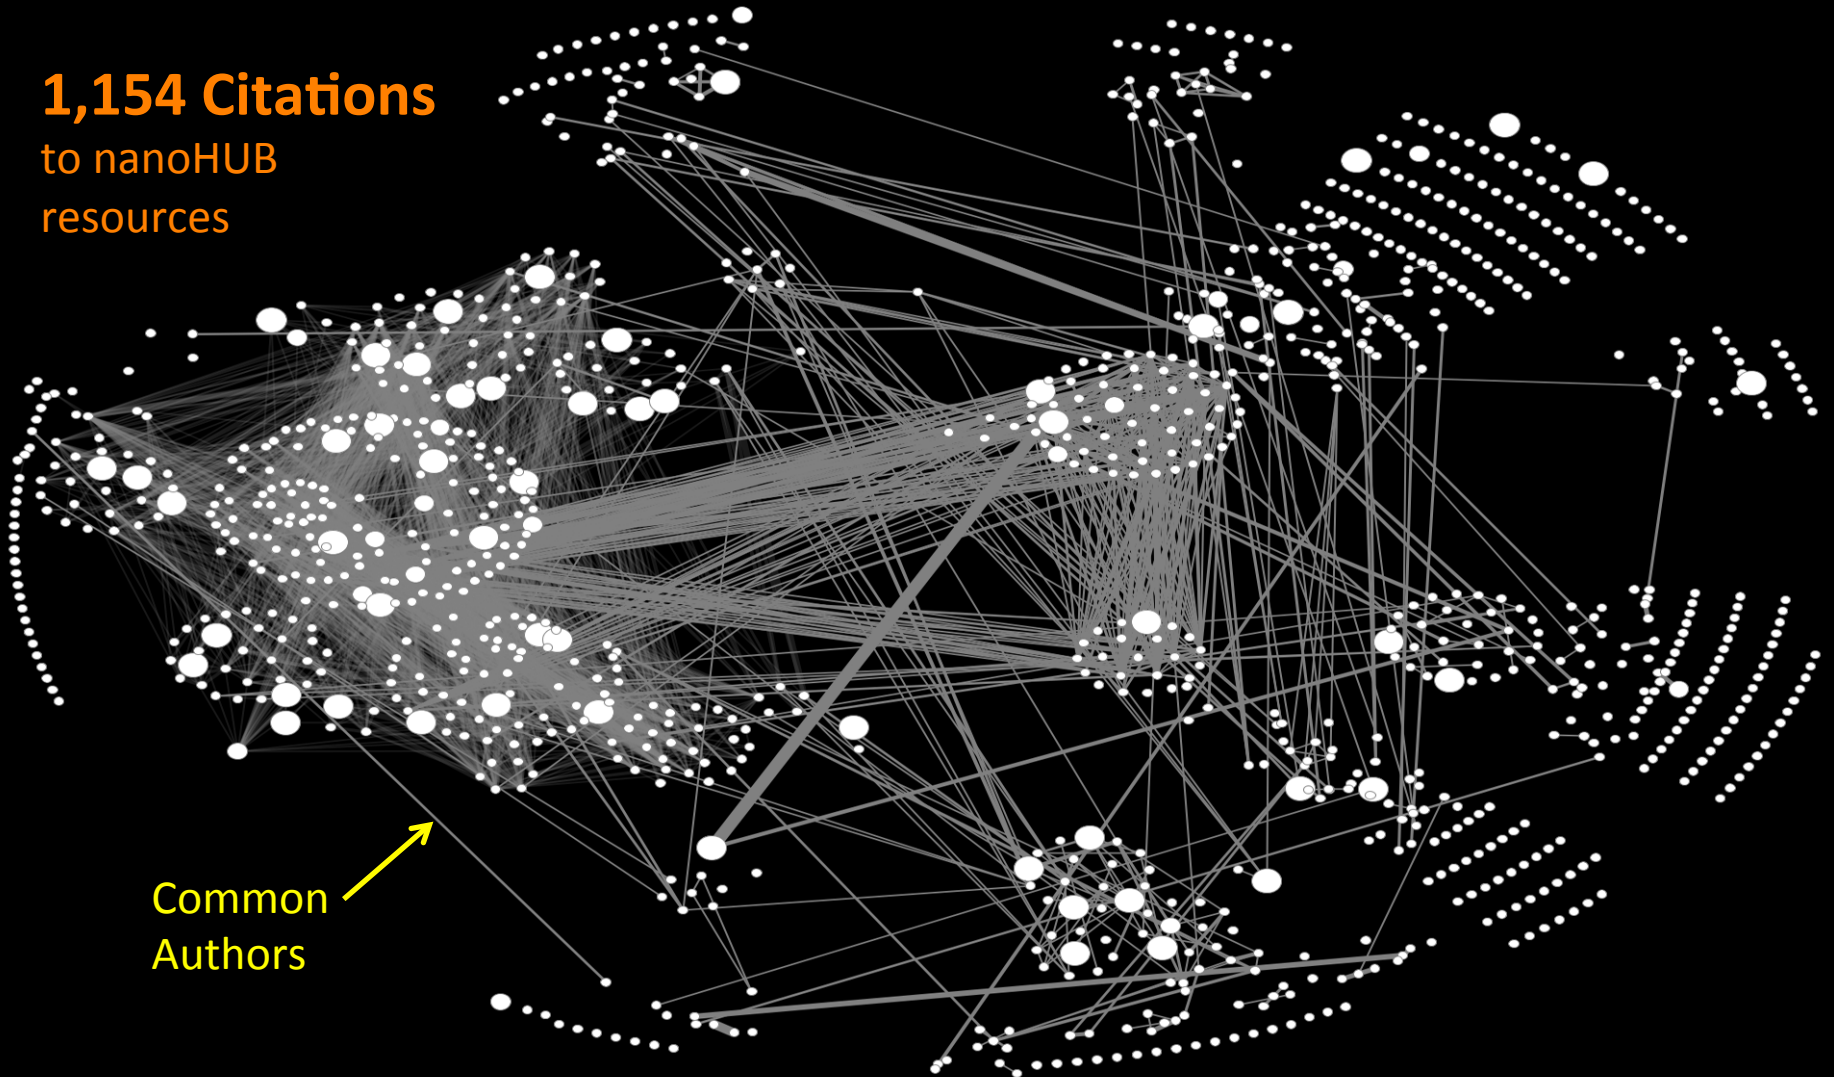 1,154 Citations
to nanoHUB
resources
Common
Authors